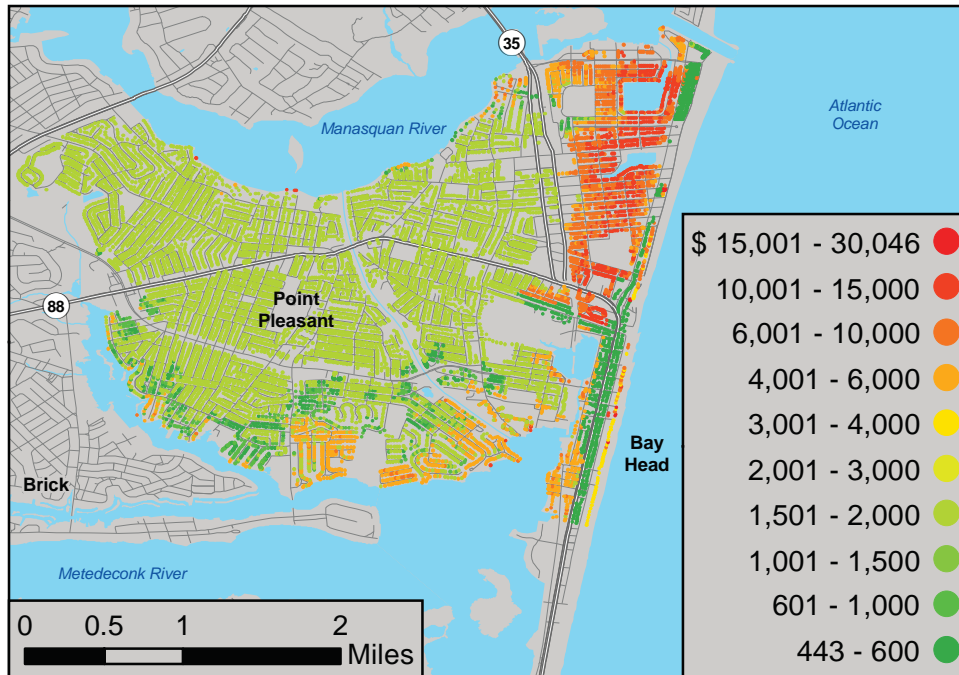 35
Manasquan River
Atlantic
Ocean
88
Point
Pleasant
Bay
Head
Brick
Metedeconk River
0 0.5 1 2
Miles
$ 15,001 - 30,046
10,001 - 15,000
6,001 - 10,000
4,001 - 6,000
3,001 - 4,000
2,001 - 3,000
1,501 - 2,000
1,001 - 1,500
601 - 1,000
443 - 600